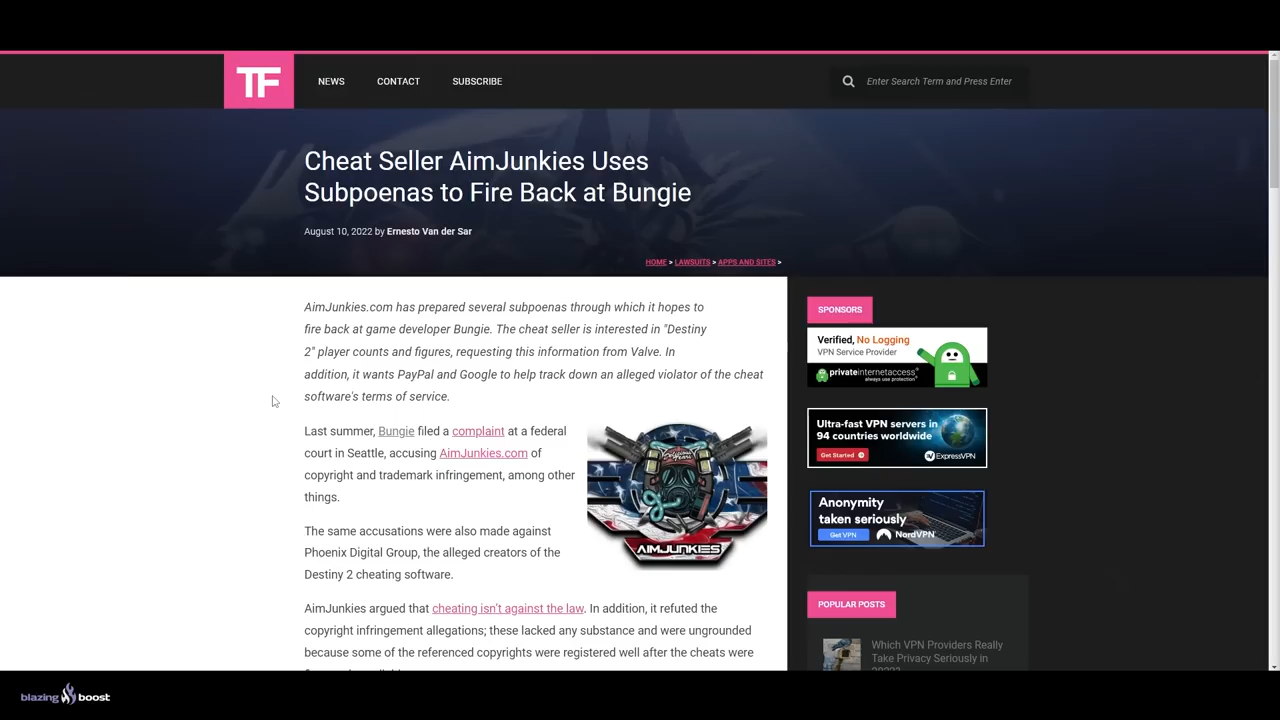 TF
NEWS
CONTACT
SUBSCRIBE
Enter Search Term and Press Enter
Cheat Seller AimJunkies Uses
Subpoenas to Fire Back at Bungie
August 10, 2022 by Ernesto Van der Sar
HOME > LAWSUITS > APPS AND SITES >
AimJunkies.com has prepared several subpoenas through which it hopes to
fire back at game developer Bungie. The cheat seller is interested in "Destiny
2" player counts and figures, requesting this information from Valve. In
addition, it wants PayPal and Google to help track down an alleged violator of the cheat
software's terms of service.
Last summer, Bungie filed a complaint at a federal
court in Seattle, accusing AimJunkies.com of
copyright and trademark infringement, among other
things.
The same accusations were also made against
Phoenix Digital Group, the alleged creators of the
Destiny 2 cheating software.
AIMJUNKIES
AimJunkies argued that cheating isn't against the law. In addition, it refuted the
copyright infringement allegations; these lacked any substance and were ungrounded
because some of the referenced copyrights were registered well after the cheats were
SPONSORS
Verified, No Logging
VPN Service Provider
privateinternetaccess
always use protection
Ultra-fast VPN servers in
94 countries worldwide
Get Started
ExpressVPN
Anonymity
taken seriously
Get VPN
NordVPN
POPULAR POSTS
Which VPN Providers Really
Take Privacy Seriously in
blazing boost